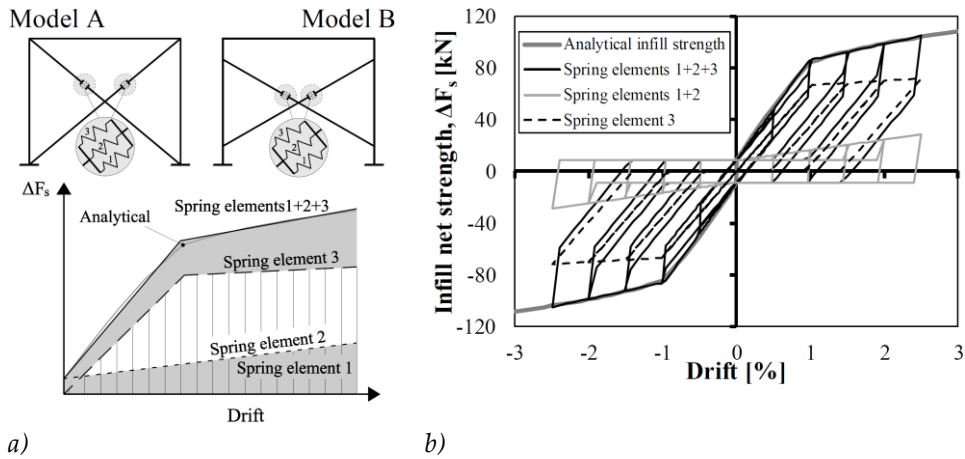 Model A
Model B
3
2
1
3
2
1
ΔFs
Analytical
Spring elements1+2+3
Spring element 3
Spring element 2
Spring element 1
Drift
a)
Infill net strength, ΔFs [kN]
120
80
40
0
-40
-80
-120
Analytical infill strength
Spring elements 1+2+3
Spring elements 1+2
Spring element 3
-3
-2
-1
0
1
2
3
Drift [%]
b)